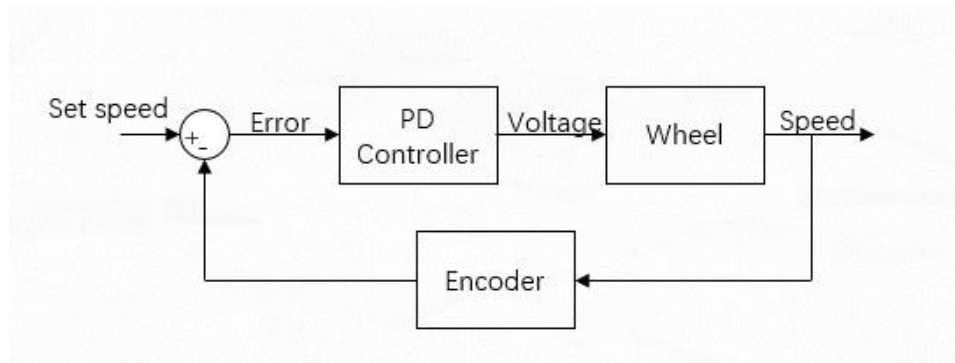 Set speed
+
-
Error
PD
Controller
Voltage
Wheel
Speed
Encoder